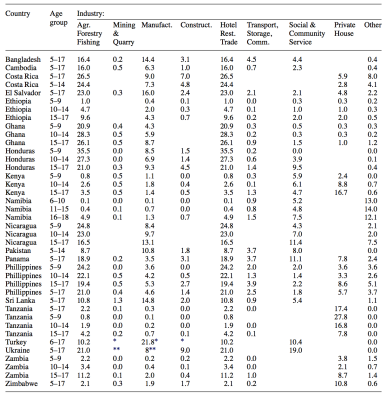 Country Age group Industry:
Agr. Forestry Fishing Mining & Quarry Manufact. Construct. Hotel Rest. Trade Transport, Storage, Comm. Social & Community Service Private House Other
Bangladesh 5–17 16.4 0.2 14.4 3.1 16.4 4.5 4.4 0.4
Cambodia 5–17 16.0 0.5 6.3 1.0 16.0 0.7 2.3 0.4
Costa Rica 5–17 26.5 9.0 7.0 26.5 5.9 8.0
Costa Rica 5–14 24.4 7.3 4.8 24.4 2.8 4.1
El Salvador 5–17 23.0 0.3 16.0 2.4 23.0 2.1 2.1 4.8 2.2
Ethiopia 5–9 1.0 0.4 0.1 1.0 0.0 0.3 0.3 0.2
Ethiopia 10–14 4.7 2.0 0.3 4.7 0.1 1.0 0.3 0.3
Ethiopia 15–17 9.6 4.3 0.7 9.6 0.2 2.0 2.0 0.5
Ghana 5–9 20.9 4.3 20.9 0.3 0.5 0.3 0.3
Ghana 10–14 28.3 5.9 28.3 0.2 0.3 0.2
Ghana 15–17 26.1 8.7 26.1 0.9 1.5 1.0 1.2
Honduras 5–9 35.5 0.0 8.5 1.5 35.5 0.2 0.0
Honduras 10–14 27.3 0.0 6.9 1.4 27.3 0.6 3.9 0.1
Honduras 15–17 21.0 0.3 9.3 4.5 21.0 1.4 9.5 0.4
Kenya 5–9 0.8 0.5 1.1 0.0 0.8 0.3 5.9 2.4 0.0
Kenya 10–14 2.6 0.5 1.8 0.4 2.6 0.1 6.1 8.8 0.7
Kenya 15–17 3.5 0.4 1.4 0.5 3.5 1.3 4.7 16.7 0.6
Namibia 6–10 0.1 0.0 0.1 0.0 0.1 0.0 5.2 13.0
Namibia 11–15 0.4 0.1 0.7 0.0 0.4 0.8 4.8 14.0
Namibia 16–18 4.9 0.1 1.3 0.7 4.9 1.5 7.5 12.1
Nicaragua 5–9 24.8 8.4 24.8 4.3 2.1
Nicaragua 10–14 23.0 9.7 23.0 7.0 2.0
Nicaragua 15–17 16.5 13.1 16.5 11.4 7.5
Pakistan 5–14 8.7 10.8 1.8 8.7 3.7 8.0 0.0
Panama 5–17 18.9 0.2 3.5 3.1 18.9 3.7 11.1 7.8 2.4
Phillippines 5–9 24.2 0.0 3.6 0.0 24.2 2.0 2.0 3.6 3.6
Phillippines 10–14 22.1 0.5 4.2 0.5 22.1 1.3 1.4 3.3 2.6
Phillippines 15–17 19.4 0.5 5.3 2.7 19.4 3.9 2.2 8.6 5.1
Phillippines 5–17 21.0 0.4 4.6 1.4 21.0 2.5 1.8 5.7 3.7
Sri Lanka 5–17 10.8 1.3 14.8 2.0 10.8 0.9 5.4 1.1
Tanzania 5–17 2.2 0.1 0.3 2.2 0.0 17.4 0.0
Tanzania 5–9 0.8 0.0 0.1 0.8 27.8 0.0
Tanzania 10–14 1.9 0.0 0.2 1.9 0.0 16.8 0.0
Tanzania 15–17 4.2 0.2 0.7 0.1 4.2 0.1 7.8 0.0
Turkey 6–17 10.2 * 21.8* * 10.2 10.4 0.0
Ukraine 5–17 21.0 ** 8** 9.0 21.0 19.0 0.0
Zambia 5–9 2.2 0.0 0.2 0.2 2.2 0.0 3.8 1.5
Zambia 10–14 3.4 0.0 0.4 0.1 3.4 2.1 0.7
Zambia 15–17 11.2 0.2 2.0 0.4 11.2 1.0 8.7 1.4
Zimbabwe 5–17 2.1 0.3 1.9 1.7 2.1 0.2 10.8 0.6